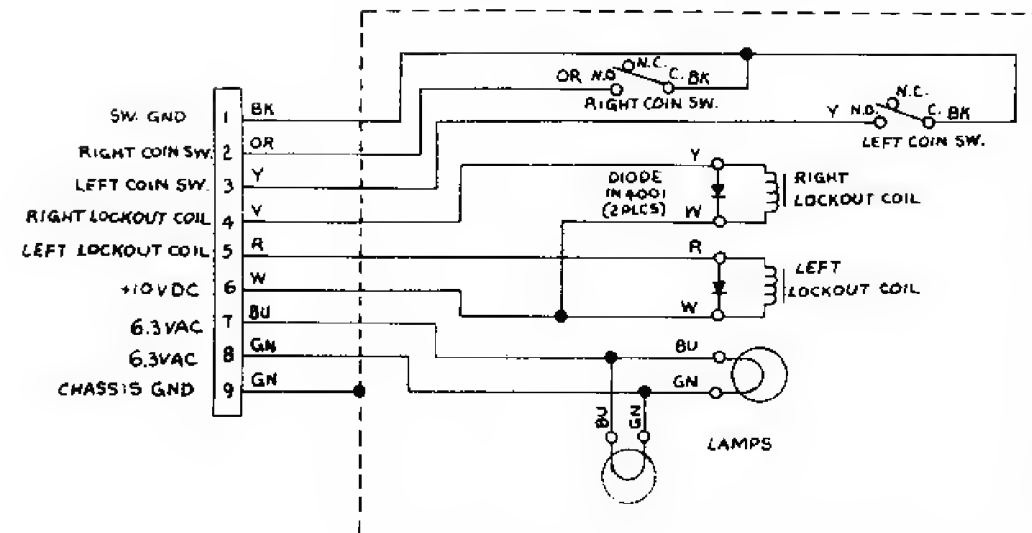 N.C.
OR N.O. C. BK
RIGHT COIN SW.
N.C.
Y N.O. C. BK
LEFT COIN SW.
SW. GND 1 BK
RIGHT COIN SW. 2 OR
LEFT COIN SW. 3 Y
RIGHT LOCKOUT COIL 4 V
LEFT LOCKOUT COIL 5 R
+10VDC 6 W
6.3VAC 7 BU
6.3VAC 8 GN
CHASSIS GND 9 GN
Y
DIODE
IN4001
(2PLCS)
W
RIGHT
LOCKOUT COIL
R
W
LEFT
LOCKOUT COIL
BU
GN
BU
GN
LAMPS